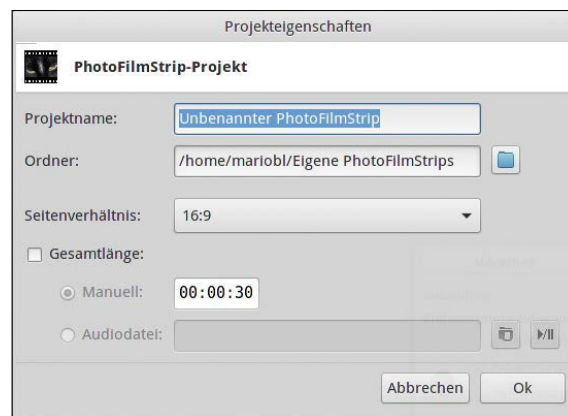 Projekteigenschaften
PhotoFilmStrip-Projekt
Projektname: Unbenannter PhotoFilmStrip
Ordner: /home/mariobl/Eigene PhotoFilmStrips
Seitenverhältnis: 16:9
Gesamtlänge:
Manuell: 00:00:30
Audiodatei:
Abbrechen Ok